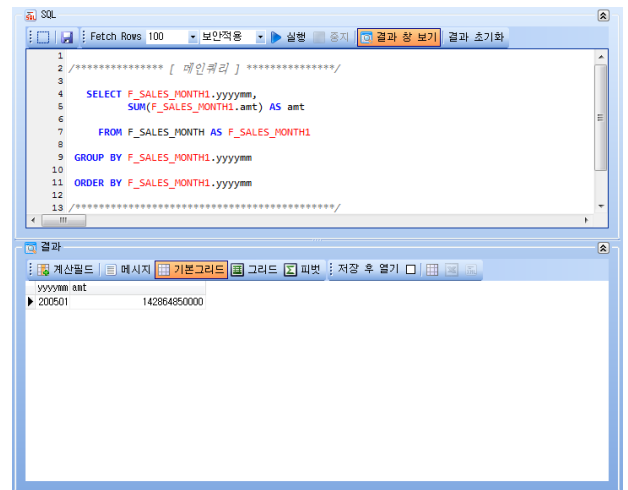 SQL
Fetch Rows 100 보안적용 실행 중지 결과 창 보기 결과 초기화
1
2 /*************** [ 메인쿼리 ] ***************/
3
4 SELECT F_SALES_MONTH1.yyyymm,
5 SUM(F_SALES_MONTH1.amt) AS amt
6
7 FROM F_SALES_MONTH AS F_SALES_MONTH1
8
9 GROUP BY F_SALES_MONTH1.yyyymm
10
11 ORDER BY F_SALES_MONTH1.yyyymm
12
13 /*********************************************/
결과
계산필드 메시지 기본그리드 그리드 피벗 저장 후 열기
yyyymm amt
200501 142864850000